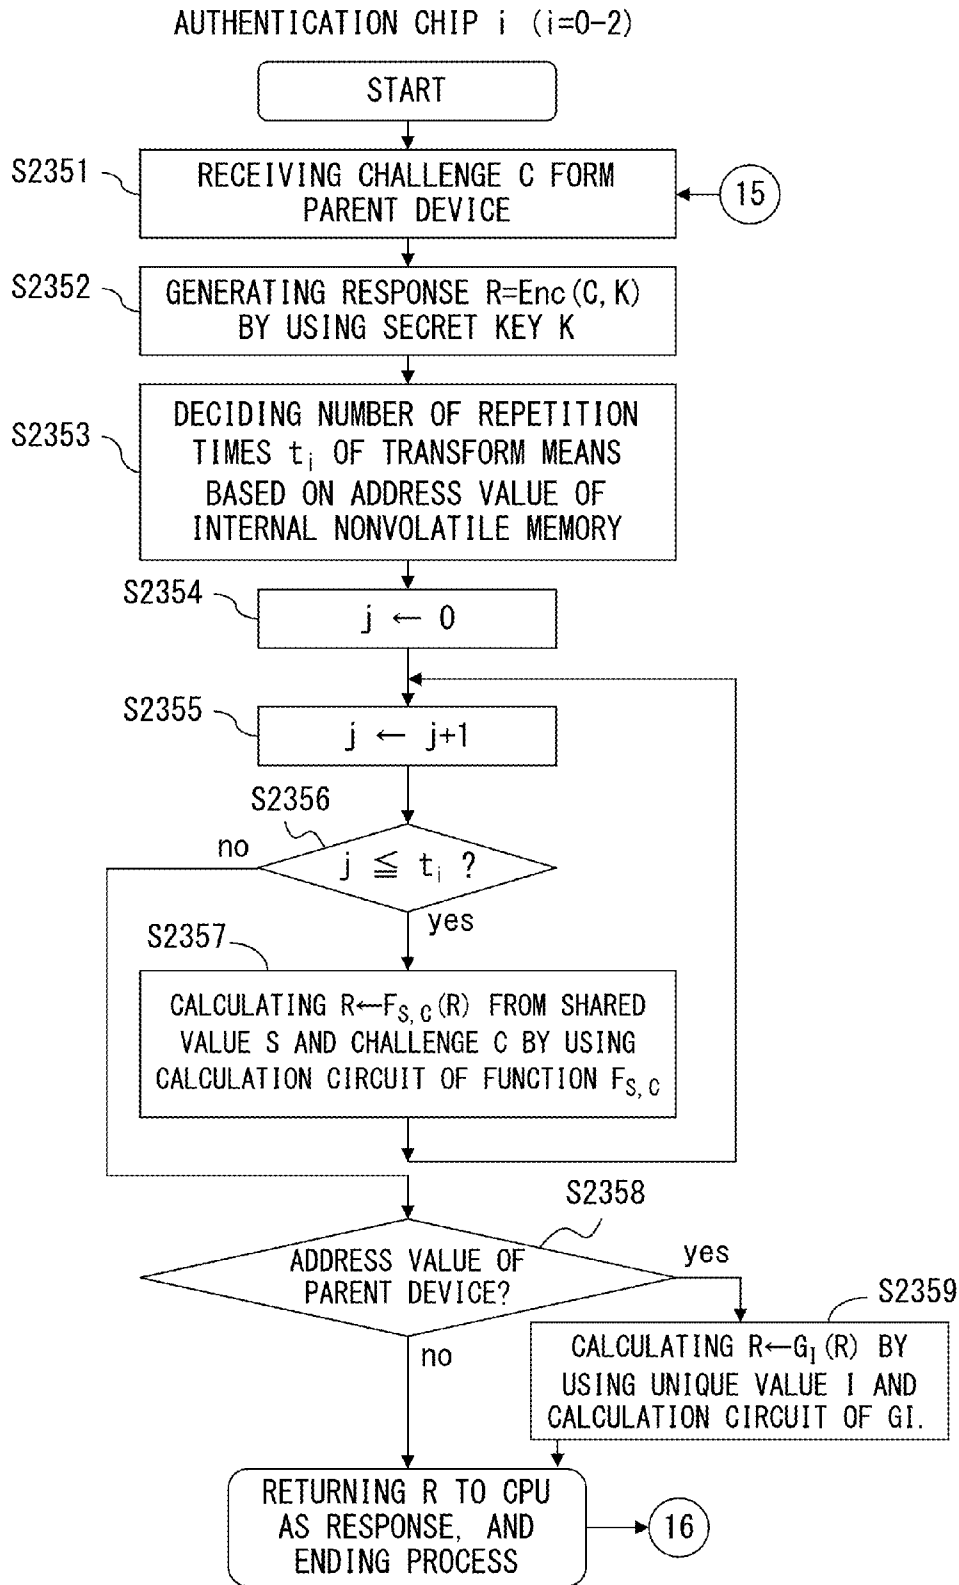 AUTHENTICATION CHIP i (i=0-2)
START
S2351
RECEIVING CHALLENGE C FORM
PARENT DEVICE
15
S2352
GENERATING RESPONSE R=Enc(C,K)
BY USING SECRET KEY K
S2353
DECIDING NUMBER OF REPETITION
TIMES tᵢ OF TRANSFORM MEANS
BASED ON ADDRESS VALUE OF
INTERNAL NONVOLATILE MEMORY
S2354
j ← 0
S2355
j ← j+1
S2356
no
j ≦ tᵢ ?
yes
S2357
CALCULATING R←F_S,C(R) FROM SHARED
VALUE S AND CHALLENGE C BY USING
CALCULATION CIRCUIT OF FUNCTION F_S,C
S2358
ADDRESS VALUE OF
PARENT DEVICE?
yes
no
S2359
CALCULATING R←G_I(R) BY
USING UNIQUE VALUE I AND
CALCULATION CIRCUIT OF GI.
RETURNING R TO CPU
AS RESPONSE, AND
ENDING PROCESS
16